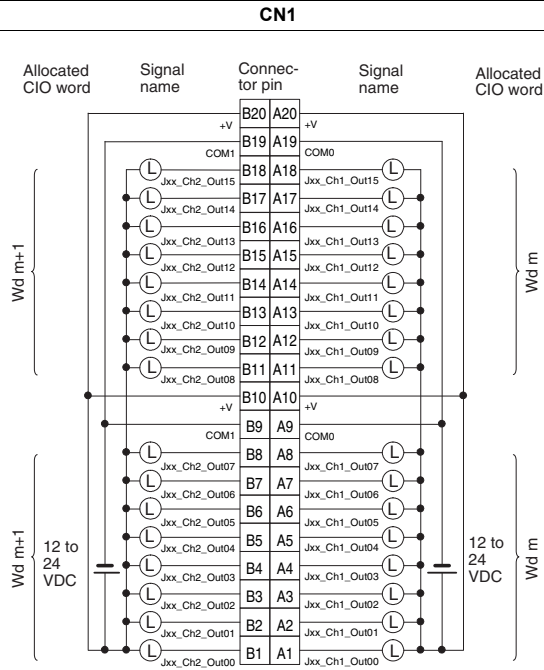 CN1
Allocated CIO word
Signal name
Connec-tor pin
Signal name
Allocated CIO word
B20 A20
+V +V
B19 A19
COM1 COM0
L B18 A18 L
Jxx_Ch2_Out15 Jxx_Ch1_Out15
L B17 A17 L
Jxx_Ch2_Out14 Jxx_Ch1_Out14
L B16 A16 L
Jxx_Ch2_Out13 Jxx_Ch1_Out13
L B15 A15 L
Jxx_Ch2_Out12 Jxx_Ch1_Out12
Wd m+1
Wd m
L B14 A14 L
Jxx_Ch2_Out11 Jxx_Ch1_Out11
L B13 A13 L
Jxx_Ch2_Out10 Jxx_Ch1_Out10
L B12 A12 L
Jxx_Ch2_Out09 Jxx_Ch1_Out09
L B11 A11 L
Jxx_Ch2_Out08 Jxx_Ch1_Out08
B10 A10
+V +V
B9 A9
COM1 COM0
L B8 A8 L
Jxx_Ch2_Out07 Jxx_Ch1_Out07
L B7 A7 L
Jxx_Ch2_Out06 Jxx_Ch1_Out06
L B6 A6 L
Jxx_Ch2_Out05 Jxx_Ch1_Out05
L B5 A5 L
Jxx_Ch2_Out04 Jxx_Ch1_Out04
Wd m+1
12 to 24 VDC
12 to 24 VDC
Wd m
L B4 A4 L
Jxx_Ch2_Out03 Jxx_Ch1_Out03
L B3 A3 L
Jxx_Ch2_Out02 Jxx_Ch1_Out02
L B2 A2 L
Jxx_Ch2_Out01 Jxx_Ch1_Out01
L B1 A1 L
Jxx_Ch2_Out00 Jxx_Ch1_Out00